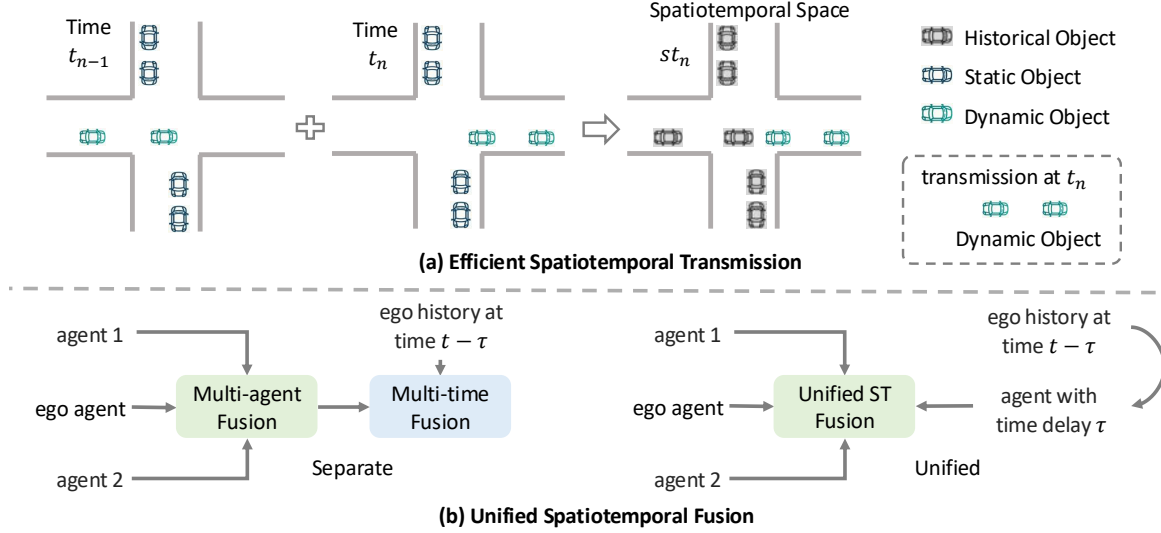 Time
t_{n-1}
Time
t_n
Spatiotemporal Space
st_n
Historical Object
Static Object
Dynamic Object
transmission at t_n
Dynamic Object
(a) Efficient Spatiotemporal Transmission
agent 1
ego agent
agent 2
Multi-agent
Fusion
ego history at
time t − τ
Multi-time
Fusion
Separate
agent 1
ego agent
agent 2
Unified ST
Fusion
ego history at
time t − τ
agent with
time delay τ
Unified
(b) Unified Spatiotemporal Fusion